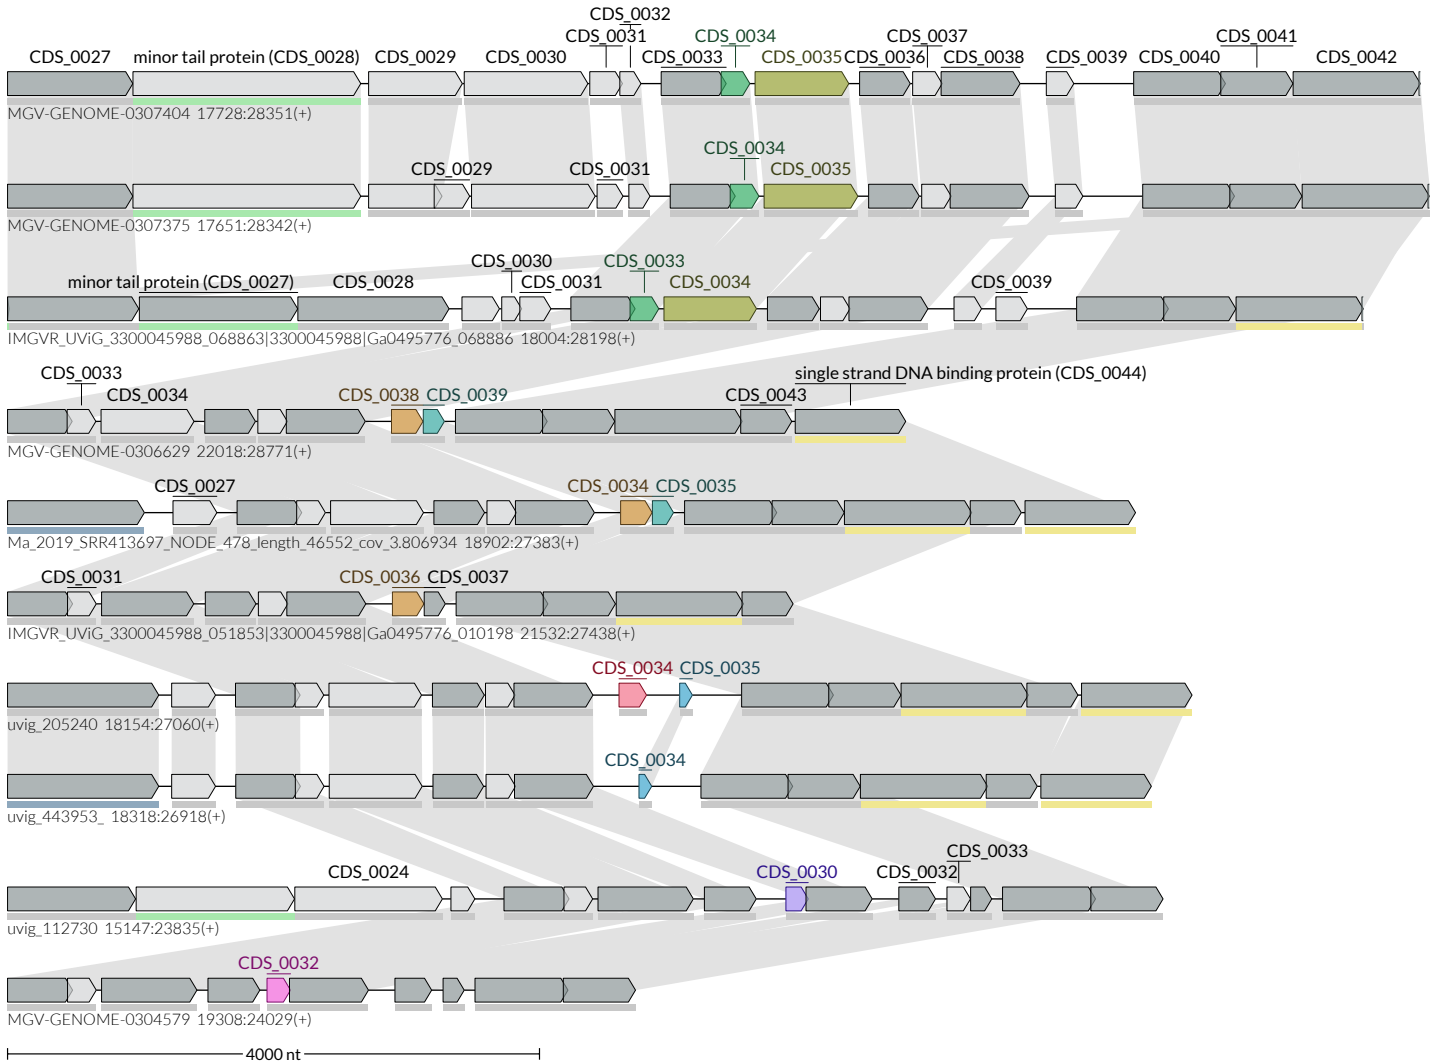 CDS_0032
CDS_0031 CDS_0034 CDS_0037 CDS_0041
CDS_0027 minor tail protein (CDS_0028) CDS_0029 CDS_0030 CDS_0033 CDS_0035 CDS_0036 CDS_0038 CDS_0039 CDS_0040 CDS_0042
MGV-GENOME-0307404 17728:28351(+)
CDS_0034
CDS_0029 CDS_0031 CDS_0035
MGV-GENOME-0307375 17651:28342(+)
CDS_0030 CDS_0033
minor tail protein (CDS_0027) CDS_0028 CDS_0031 CDS_0034 CDS_0039
IMGVR_UViG_3300045988_068863|3300045988|Ga0495776_068886 18004:28198(+)
CDS_0033 single strand DNA binding protein (CDS_0044)
CDS_0034 CDS_0038 CDS_0039 CDS_0043
MGV-GENOME-0306629 22018:28771(+)
CDS_0027 CDS_0034 CDS_0035
Ma_2019_SRR413697_NODE_478_length_46552_cov_3.806934 18902:27383(+)
CDS_0031 CDS_0036 CDS_0037
IMGVR_UViG_3300045988_051853|3300045988|Ga0495776_010198 21532:27438(+)
CDS_0034 CDS_0035
uvig_205240 18154:27060(+)
CDS_0034
uvig_443953_ 18318:26918(+)
CDS_0033
CDS_0024 CDS_0030 CDS_0032
uvig_112730 15147:23835(+)
CDS_0032
MGV-GENOME-0304579 19308:24029(+)
4000 nt